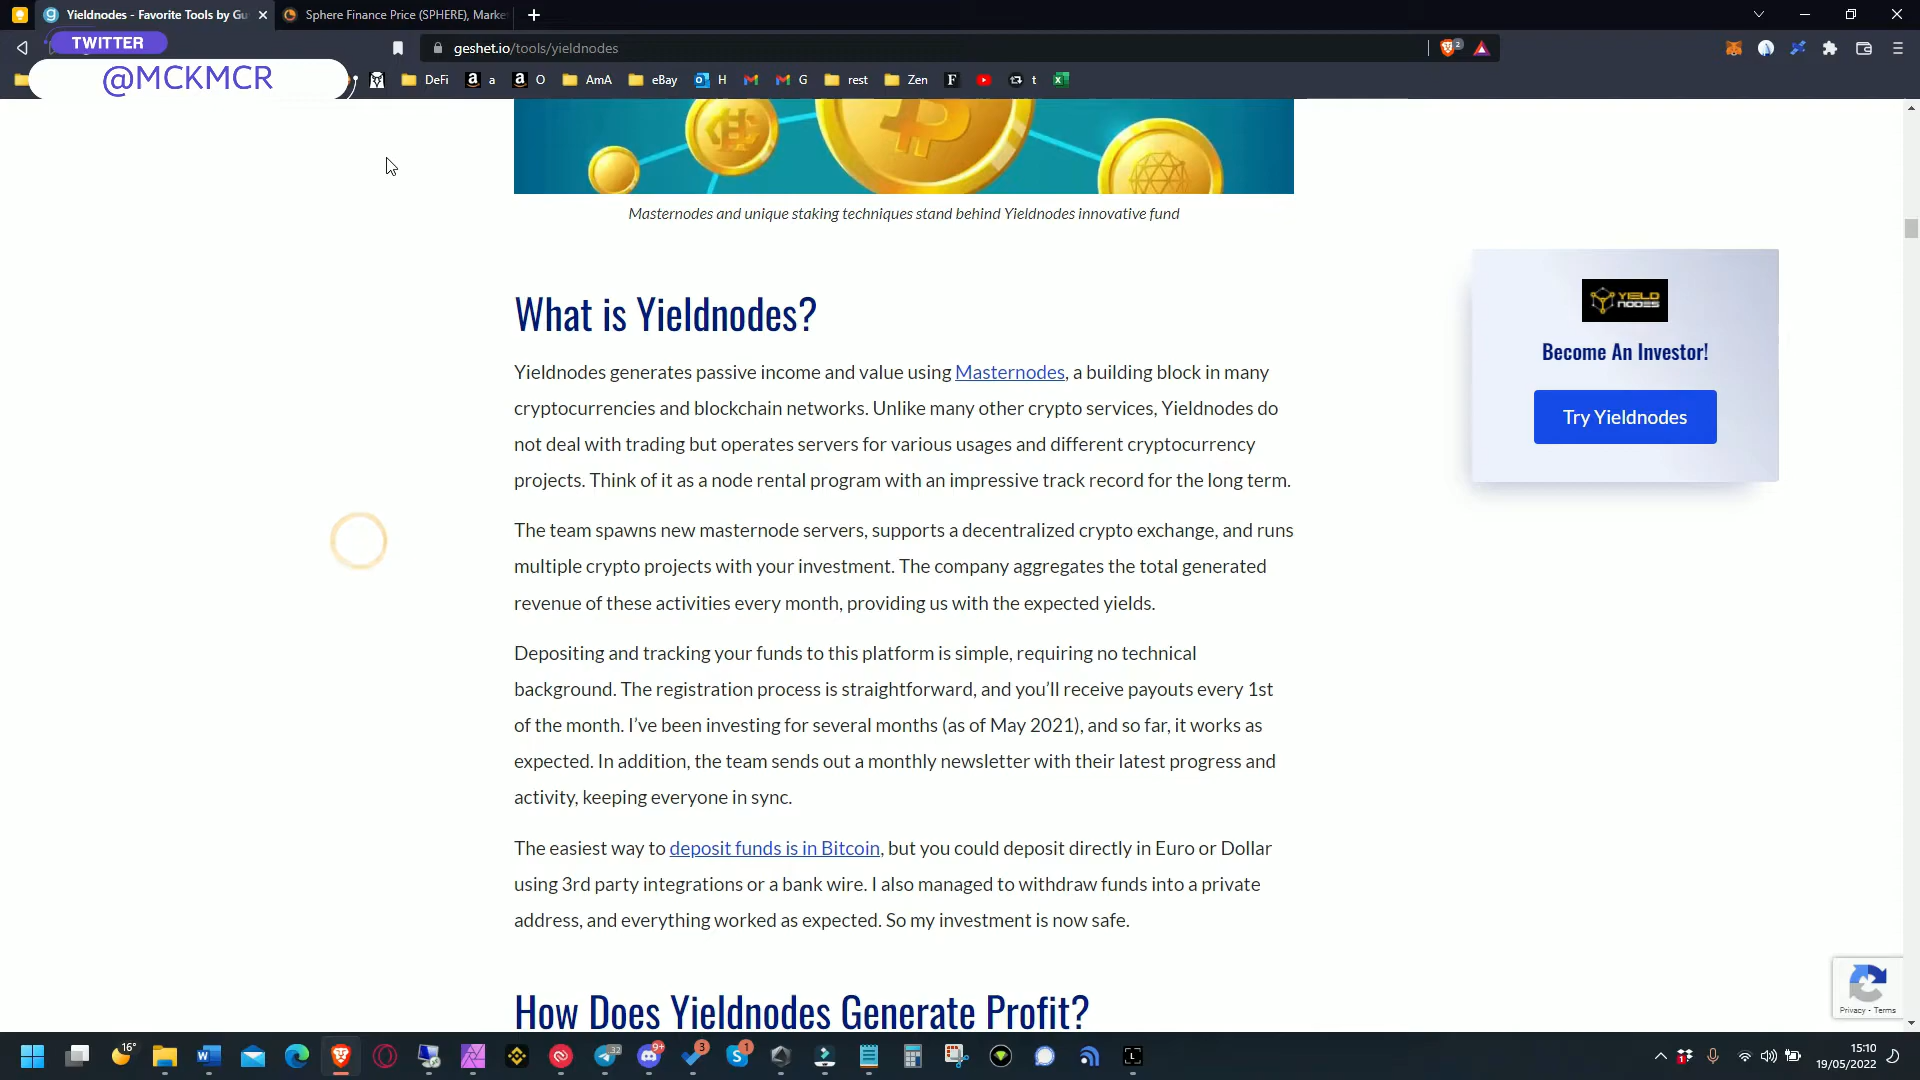 Yieldnodes - Favorite Tools by Gu
Sphere Finance Price (SPHERE), Marke
TWITTER
@MCKMCR
geshet.io/tools/yieldnodes
2
DeFi
a
O
AmA
eBay
H
G
rest
Zen
t
Masternodes and unique staking techniques stand behind Yieldnodes innovative fund
What is Yieldnodes?
Yieldnodes generates passive income and value using Masternodes, a building block in many
cryptocurrencies and blockchain networks. Unlike many other crypto services, Yieldnodes do
not deal with trading but operates servers for various usages and different cryptocurrency
projects. Think of it as a node rental program with an impressive track record for the long term.
The team spawns new masternode servers, supports a decentralized crypto exchange, and runs
multiple crypto projects with your investment. The company aggregates the total generated
revenue of these activities every month, providing us with the expected yields.
Depositing and tracking your funds to this platform is simple, requiring no technical
background. The registration process is straightforward, and you’ll receive payouts every 1st
of the month. I’ve been investing for several months (as of May 2021), and so far, it works as
expected. In addition, the team sends out a monthly newsletter with their latest progress and
activity, keeping everyone in sync.
The easiest way to deposit funds is in Bitcoin, but you could deposit directly in Euro or Dollar
using 3rd party integrations or a bank wire. I also managed to withdraw funds into a private
address, and everything worked as expected. So my investment is now safe.
How Does Yieldnodes Generate Profit?
YIELD
NODES
Become An Investor!
Try Yieldnodes
Privacy - Terms
16°
32
9+
3
1
15:10
19/05/2022